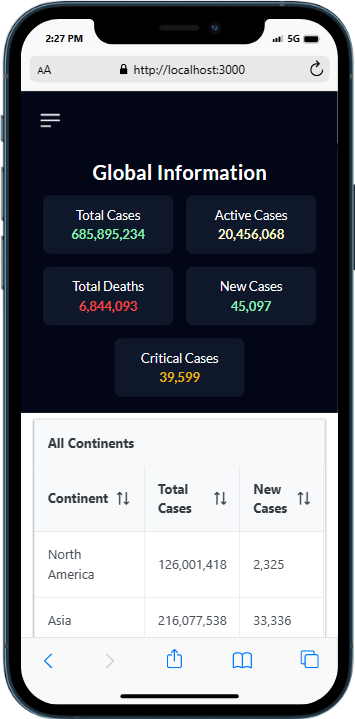 2:27 PM
5G
AA
http://localhost:3000
Global Information
Total Cases
685,895,234
Active Cases
20,456,068
Total Deaths
6,844,093
New Cases
45,097
Critical Cases
39,599
All Continents
Continent
Total
Cases
New
Cases
North
America
126,001,418
2,325
Asia
216,077,538
33,336